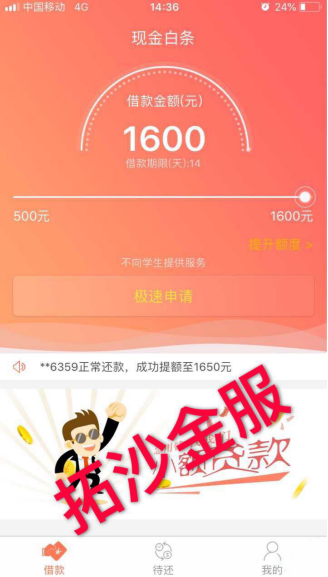 中国移动 4G 14:36 24%
现金白条
借款金额(元)
1600
借款期限(天):14
500元 1600元
提升额度 >
不向学生提供服务
极速申请
**6359正常还款，成功提额至1650元
额贷款
拓沙金服
借款 待还 我的